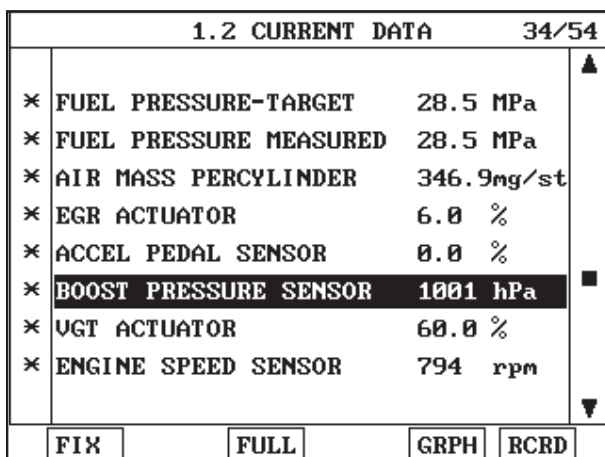 1.2 CURRENT DATA 34/54
* FUEL PRESSURE-TARGET 28.5 MPa
* FUEL PRESSURE MEASURED 28.5 MPa
* AIR MASS PERCYLINDER 346.9mg/st
* EGR ACTUATOR 6.0 %
* ACCEL PEDAL SENSOR 0.0 %
* BOOST PRESSURE SENSOR 1001 hPa
* VGT ACTUATOR 60.0 %
* ENGINE SPEED SENSOR 794 rpm
FIX FULL GRPH RCRD